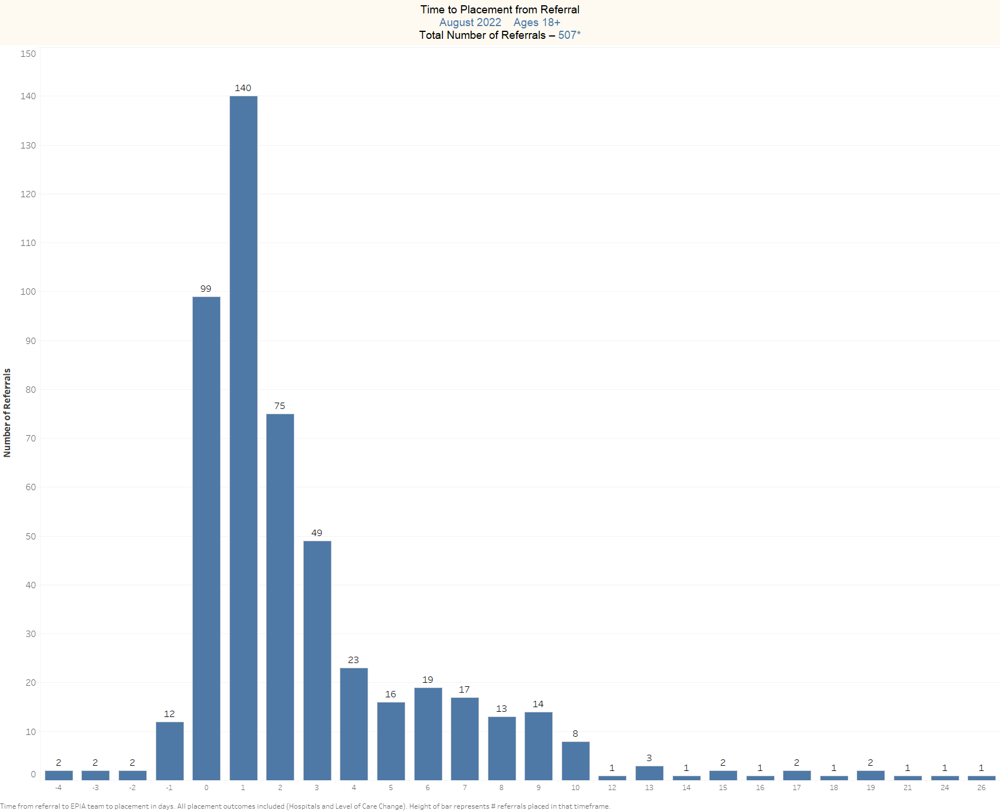 Time to Placement from Referral
August 2022 Ages 18+
Total Number of Referrals – 507*
Number of Referrals
150
140
130
120
110
100
90
80
70
60
50
40
30
20
10
0
2 2 2 12 99 140 75 49 23 16 19 17 13 14 8 1 3 1 2 1 2 1 2 1 1 1
-4 -3 -2 -1 0 1 2 3 4 5 6 7 8 9 10 12 13 14 15 16 17 18 19 21 24 26
Time from referral to EPIA team to placement in days. All placement outcomes included (Hospitals and Level of Care Change). Height of bar represents # referrals placed in that timeframe.